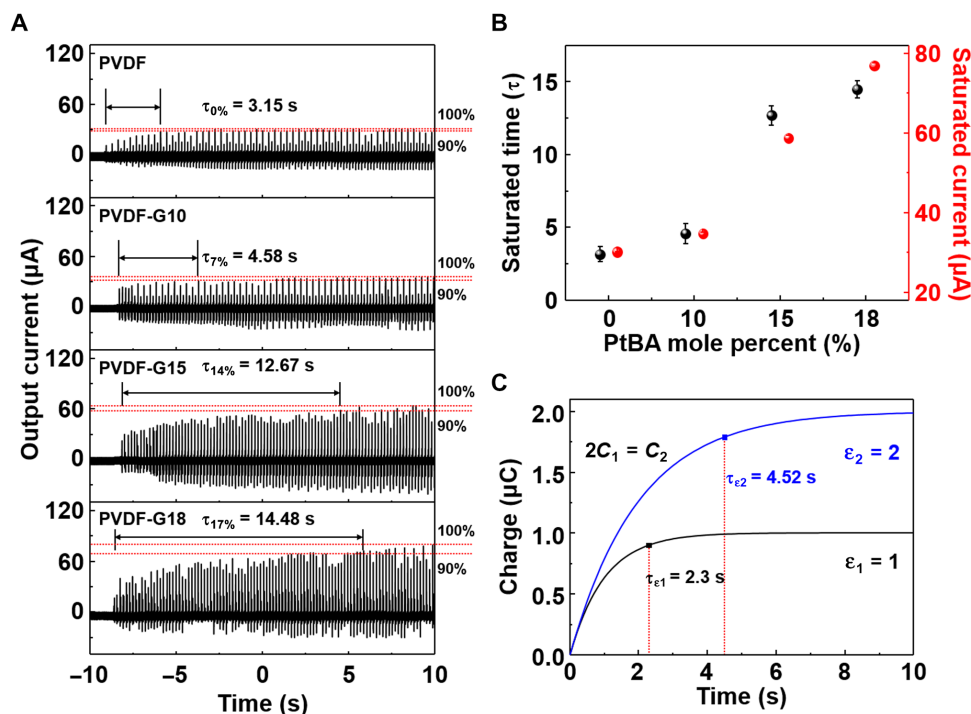 A
Output current (μA)
PVDF
τ0% = 3.15 s
100%
90%
120
60
0
PVDF-G10
τ7% = 4.58 s
100%
90%
120
60
0
PVDF-G15
τ14% = 12.67 s
100%
90%
120
60
0
PVDF-G18
τ17% = 14.48 s
100%
90%
120
60
0
−10 −5 0 5 10
Time (s)
B
Saturated time (τ)
15
10
5
0
80
60
40
20
Saturated current
(μA)
0 10 15 18
PtBA mole percent (%)
C
Charge (μC)
2.0
1.5
1.0
0.5
0.0
2C1 = C2
ε2 = 2
τε2 = 4.52 s
ε1 = 1
τε1 = 2.3 s
0 2 4 6 8 10
Time (s)